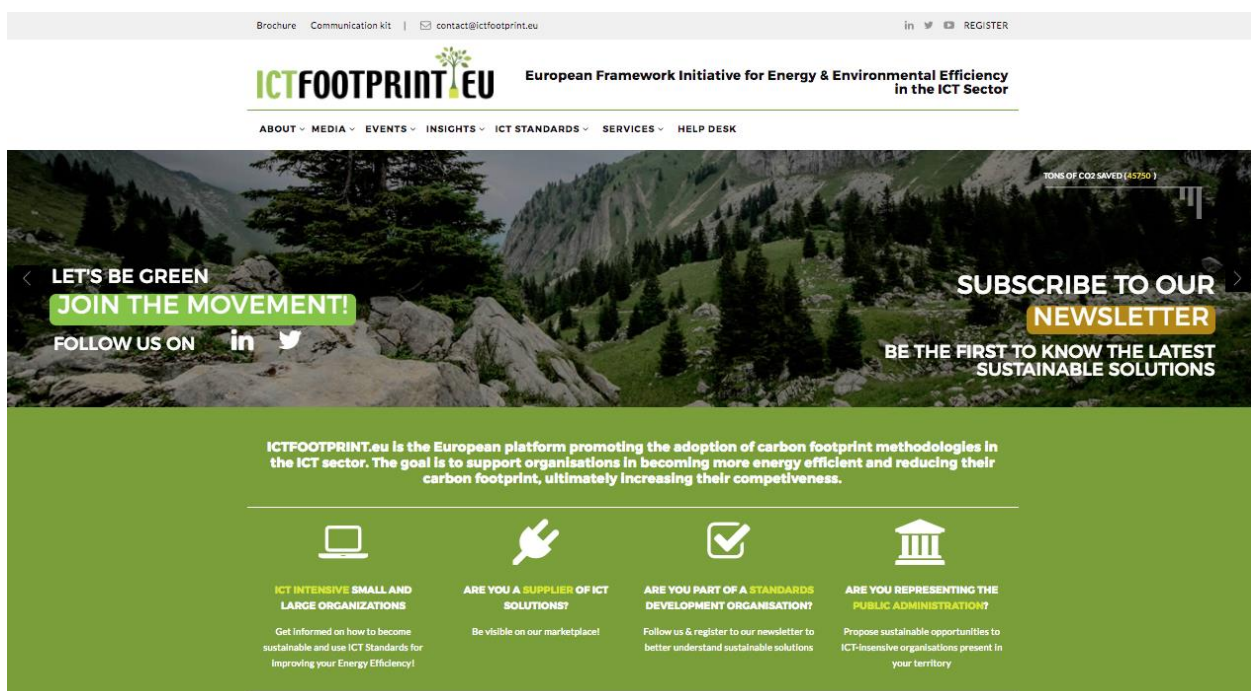 Brochure Communication kit | contact@ictfootprint.eu
in REGISTER
ICTFOOTPRINT EU
European Framework Initiative for Energy & Environmental Efficiency
in the ICT Sector
ABOUT MEDIA EVENTS INSIGHTS ICT STANDARDS SERVICES HELP DESK
TONS OF CO2 SAVED (45750 )
LET'S BE GREEN
JOIN THE MOVEMENT!
FOLLOW US ON in
SUBSCRIBE TO OUR
NEWSLETTER
BE THE FIRST TO KNOW THE LATEST
SUSTAINABLE SOLUTIONS
ICTFOOTPRINT.eu is the European platform promoting the adoption of carbon footprint methodologies in
the ICT sector. The goal is to support organisations in becoming more energy efficient and reducing their
carbon footprint, ultimately increasing their competiveness.
ICT INTENSIVE SMALL AND
LARGE ORGANIZATIONS
Get informed on how to become
sustainable and use ICT Standards for
improving your Energy Efficiency!
ARE YOU A SUPPLIER OF ICT
SOLUTIONS?
Be visible on our marketplace!
ARE YOU PART OF A STANDARDS
DEVELOPMENT ORGANISATION?
Follow us & register to our newsletter to
better understand sustainable solutions
ARE YOU REPRESENTING THE
PUBLIC ADMINISTRATION?
Propose sustainable opportunities to
ICT-insensive organisations present in
your territory